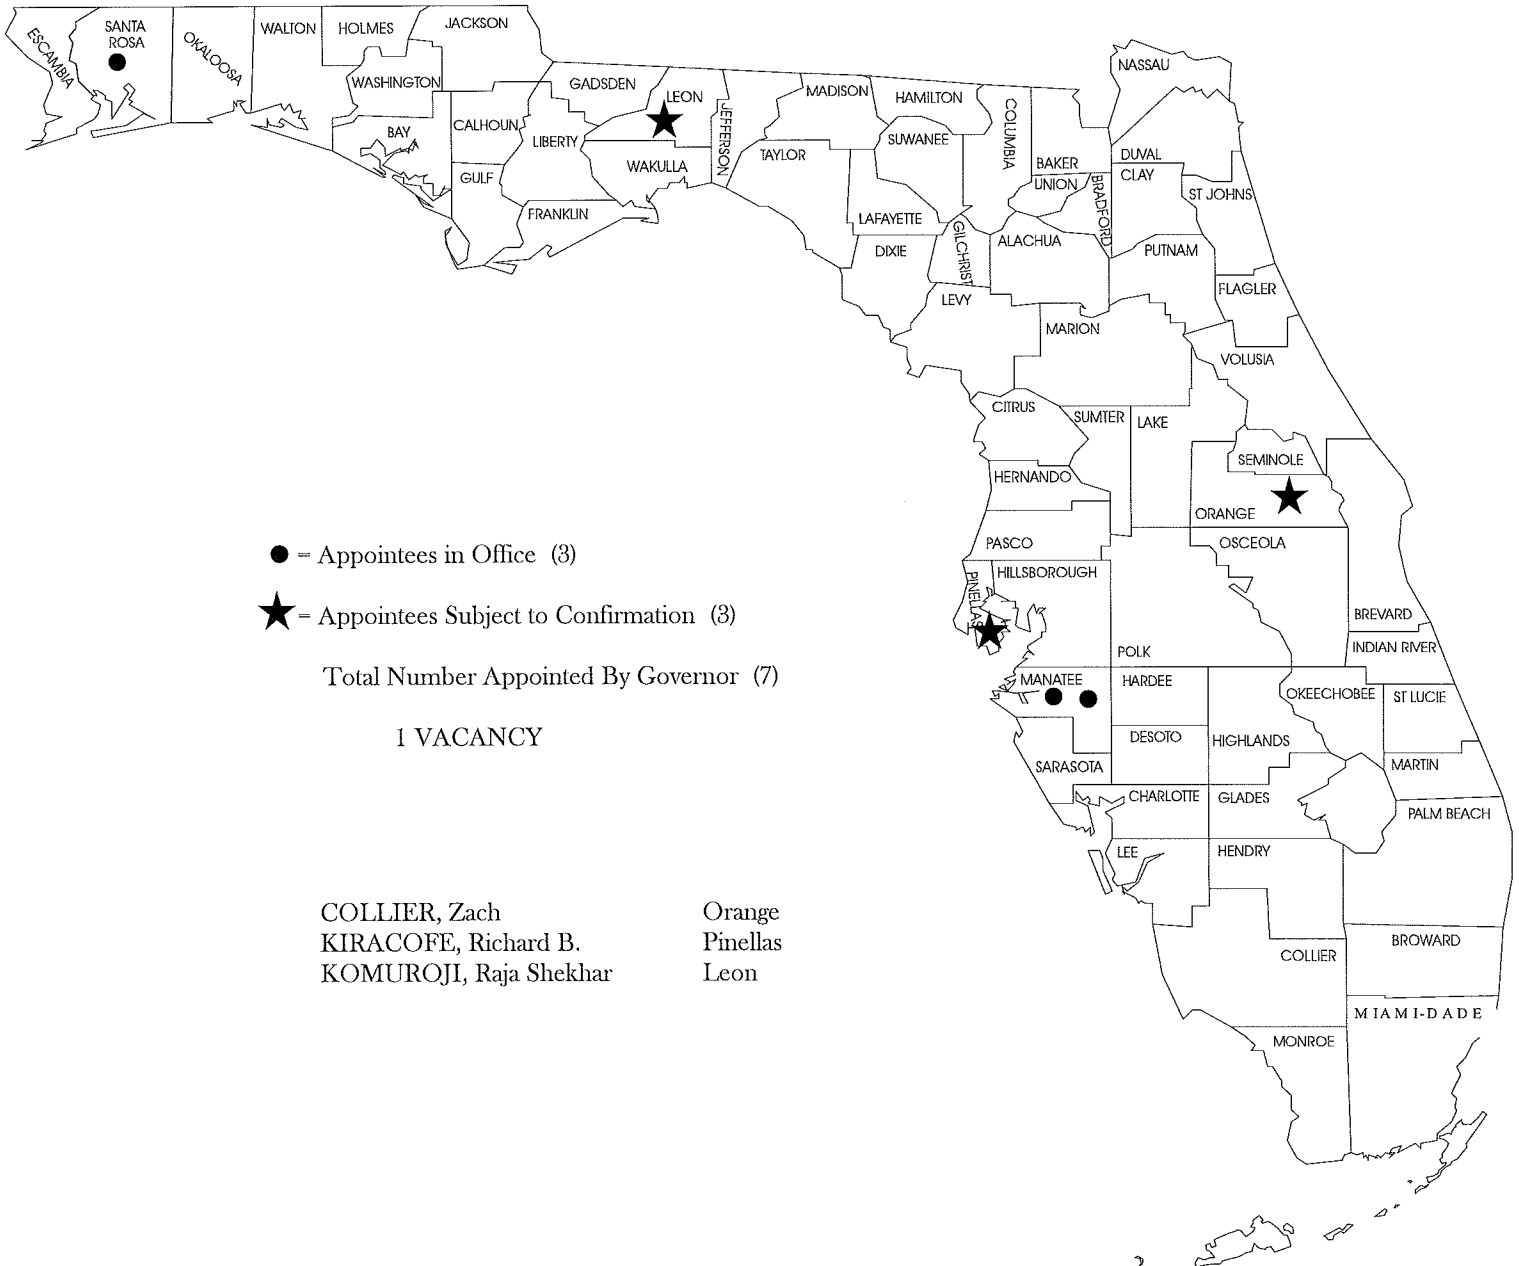 ESCAMBIA
SANTA
ROSA
OKALOOSA
WALTON
HOLMES
JACKSON
WASHINGTON
BAY
CALHOUN
GULF
GADSDEN
LIBERTY
FRANKLIN
LEON
WAKULLA
JEFFERSON
TAYLOR
MADISON
HAMILTON
SUWANEE
LAFAYETTE
DIXIE
COLUMBIA
GILCHRIST
LEVY
BAKER
UNION
BRADFORD
ALACHUA
NASSAU
DUVAL
CLAY
ST JOHNS
PUTNAM
FLAGLER
MARION
VOLUSIA
CITRUS
SUMTER
LAKE
SEMINOLE
HERNANDO
ORANGE
PASCO
OSCEOLA
PINELLAS
HILLSBOROUGH
POLK
BREVARD
INDIAN RIVER
MANATEE
HARDEE
OKEECHOBEE
ST LUCIE
DESOTO
HIGHLANDS
SARASOTA
MARTIN
CHARLOTTE
GLADES
PALM BEACH
LEE
HENDRY
BROWARD
COLLIER
MIAMI-DADE
MONROE
= Appointees in Office (3)
= Appointees Subject to Confirmation (3)
Total Number Appointed By Governor (7)
1 VACANCY
COLLIER, Zach Orange
KIRACOFE, Richard B. Pinellas
KOMUROJI, Raja Shekhar Leon